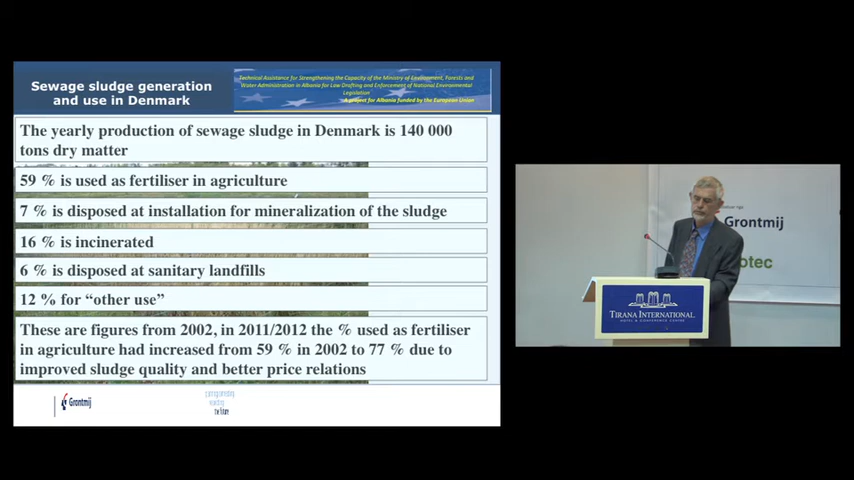 Sewage sludge generation
and use in Denmark
Technical Assistance for Strengthening the Capacity of the Ministry of Environment, Forests and
Water Administration in Albania for Law Drafting and Enforcement of National Environmental
Legislation
A project for Albania funded by the European Union
The yearly production of sewage sludge in Denmark is 140 000
tons dry matter
59 % is used as fertiliser in agriculture
7 % is disposed at installation for mineralization of the sludge
16 % is incinerated
6 % is disposed at sanitary landfills
12 % for “other use”
These are figures from 2002, in 2011/2012 the % used as fertiliser
in agriculture had increased from 59 % in 2002 to 77 % due to
improved sludge quality and better price relations
Grontmij
the future
Grontmij
otec
TIRANA INTERNATIONAL
HOTEL & CONFERENCE CENTRE